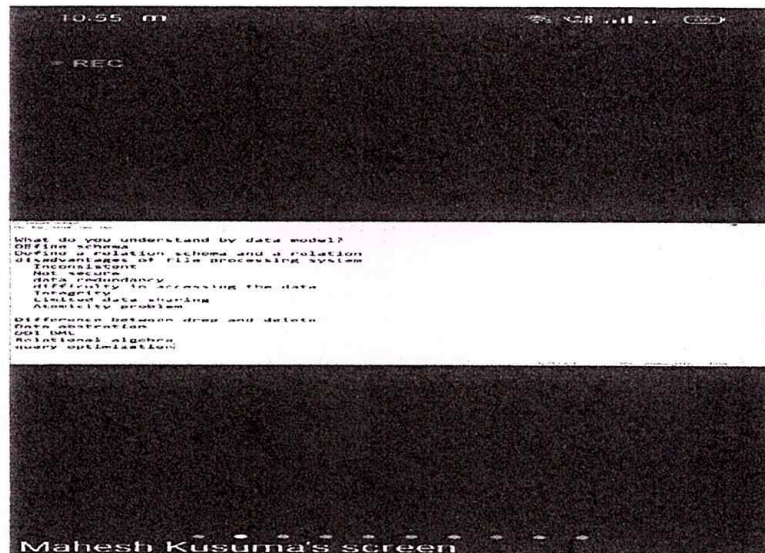 10:55 m
REC
What do you understand by data model?
DEfine schema
Define a relation schema and a relation
disadvantages of file processing system
Inconsistent
Not secure
data redundancy
difficulty in accessing the data
Integrity
Limited data sharing
Atomicity problem
Difference between drop and delete
Data abstration
DDl DML
Relational algebra
query optimisation
Mahesh Kusuma's screen